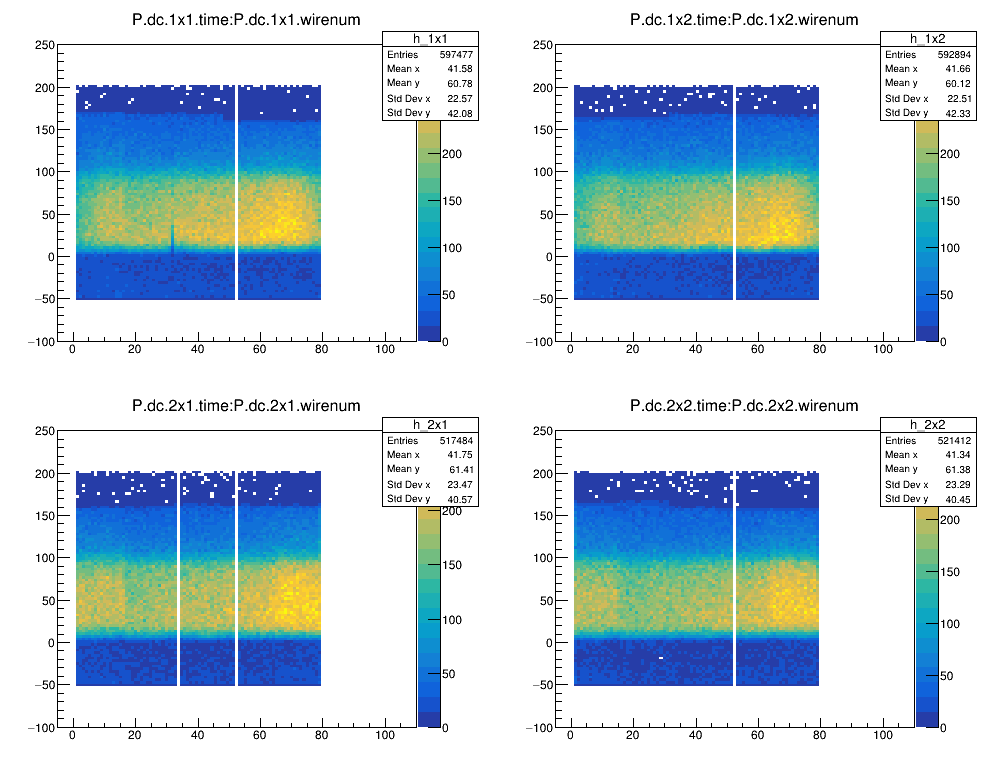 P.dc.1x1.time:P.dc.1x1.wirenum
h_1x1
Entries 597477
Mean x 41.58
Mean y 60.78
Std Dev x 22.57
Std Dev y 42.08
250
200
150
100
50
0
−50
−100
0 20 40 60 80 100
200
150
100
50
0
P.dc.1x2.time:P.dc.1x2.wirenum
h_1x2
Entries 592894
Mean x 41.66
Mean y 60.12
Std Dev x 22.51
Std Dev y 42.33
250
200
150
100
50
0
−50
−100
0 20 40 60 80 100
200
150
100
50
0
P.dc.2x1.time:P.dc.2x1.wirenum
h_2x1
Entries 517484
Mean x 41.75
Mean y 61.41
Std Dev x 23.47
Std Dev y 40.57
250
200
150
100
50
0
−50
−100
0 20 40 60 80 100
200
150
100
50
0
P.dc.2x2.time:P.dc.2x2.wirenum
h_2x2
Entries 521412
Mean x 41.34
Mean y 61.38
Std Dev x 23.29
Std Dev y 40.45
250
200
150
100
50
0
−50
−100
0 20 40 60 80 100
200
150
100
50
0